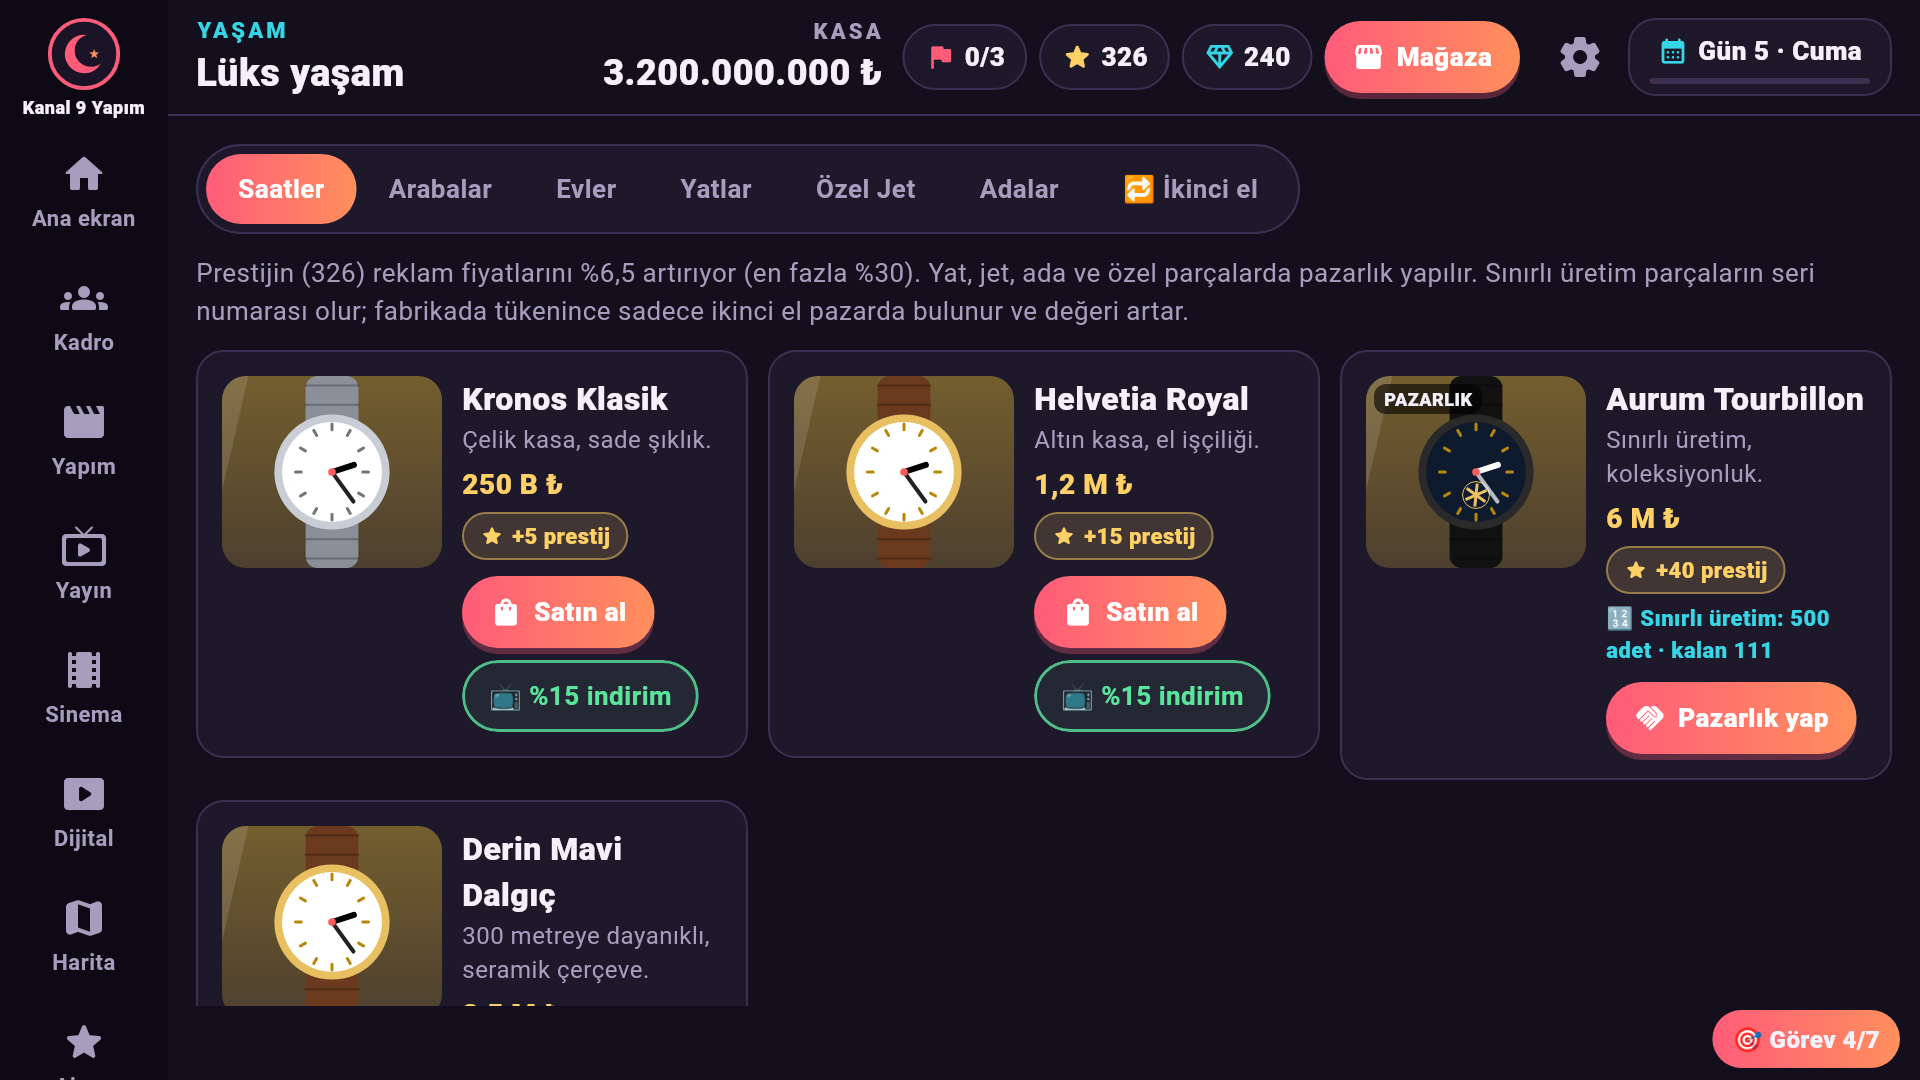 Kanal 9 Yapım
Ana ekran
Kadro
Yapım
Yayın
Sinema
Dijital
Harita
YAŞAM
Lüks yaşam
KASA
3.200.000.000 ₺
0/3
326
240
Mağaza
Gün 5 · Cuma
Saatler
Arabalar
Evler
Yatlar
Özel Jet
Adalar
İkinci el
Prestijin (326) reklam fiyatlarını %6,5 artırıyor (en fazla %30). Yat, jet, ada ve özel parçalarda pazarlık yapılır. Sınırlı üretim parçaların seri
numarası olur; fabrikada tükenince sadece ikinci el pazarda bulunur ve değeri artar.
Kronos Klasik
Çelik kasa, sade şıklık.
250 B ₺
+5 prestij
Satın al
%15 indirim
Helvetia Royal
Altın kasa, el işçiliği.
1,2 M ₺
+15 prestij
Satın al
%15 indirim
PAZARLIK
Aurum Tourbillon
Sınırlı üretim,
koleksiyonluk.
6 M ₺
+40 prestij
Sınırlı üretim: 500
adet · kalan 111
Pazarlık yap
Derin Mavi
Dalgıç
300 metreye dayanıklı,
seramik çerçeve.
Görev 4/7